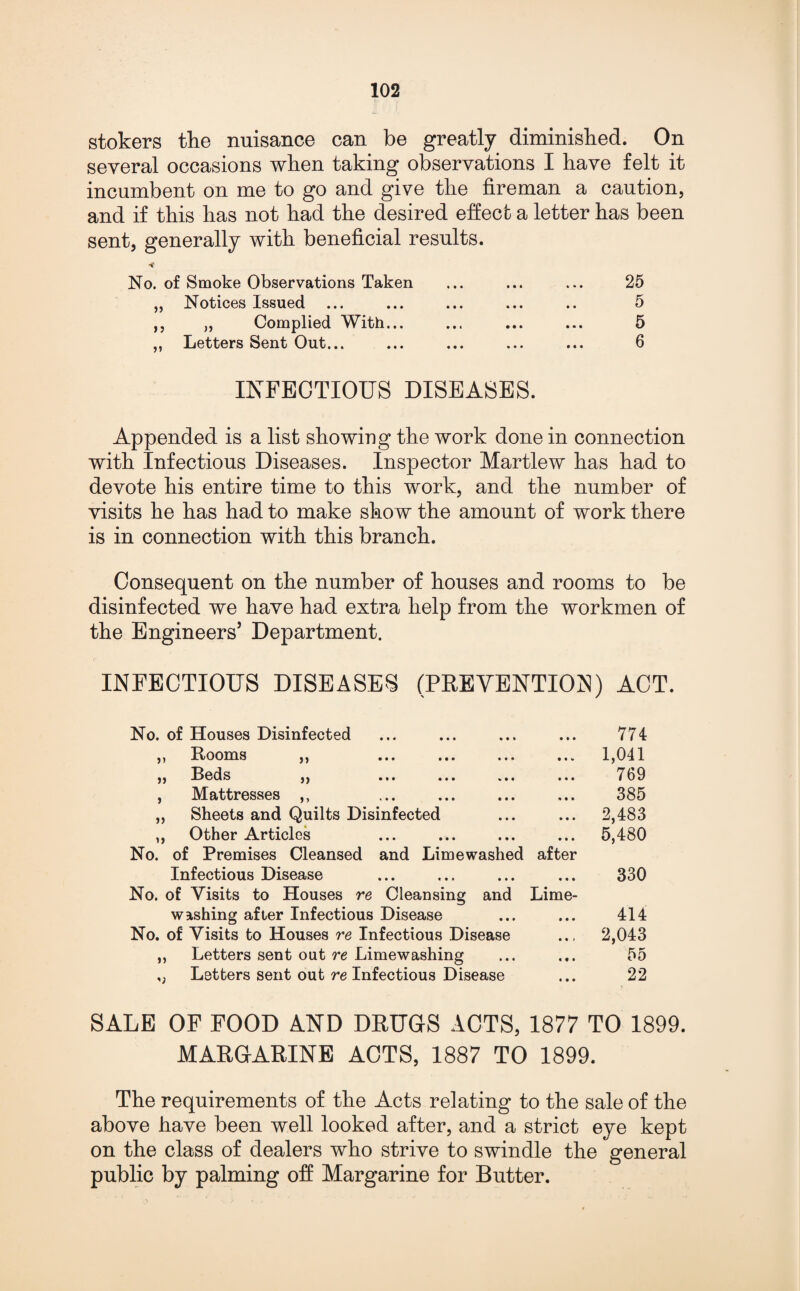 102
stokers the nuisance can be greatly diminished. On
several occasions when taking observations I have felt it
incumbent on me to go and give the fireman a caution,
and if this has not had the desired effect a letter has been
sent, generally with beneficial results.
No. of Smoke Observations Taken ... ... ... 25
„ Notices Issued ... ... ... ... .. 5
,, „ Complied With... ... ... ... 5
„ Letters Sent Out... ... ... ... ... 6
INFECTIOUS DISEASES.
Appended is a list showing the work done in connection
with Infectious Diseases. Inspector Martlew has had to
devote his entire time to this work, and the number of
visits he has had to make show the amount of work there
is in connection with this branch.
Consequent on the number of houses and rooms to be
disinfected we have had extra help from the workmen of
the Engineers' Department.
INFECTIOUS DISEASES (PREVENTION) ACT.
No. of Houses Disinfected ... ... ... ... 774
,, Rooms „ ... ... ... ... 1,041
„ Beds „ ... ... ... ... 769
, Mattresses ,, ... ... ... ... 385
„ Sheets and Quilts Disinfected ... ... 2,483
,, Other Articles ... ... ... ... 5,480
No. of Premises Cleansed and Limewashed after
Infectious Disease ... ... ... ... 330
No. of Visits to Houses re Cleansing and Lime-
washing after Infectious Disease ... ... 414
No. of Visits to Houses re Infectious Disease ... 2,043
,, Letters sent out re Limewashing ... ... 55
,, Letters sent out re Infectious Disease ... 22
SALE OF FOOD AND DRUGS ACTS, 1877 TO 1899.
MARGARINE ACTS, 1887 TO 1899.
The requirements of the Acts relating to the sale of the
above have been well looked after, and a strict eye kept
on the class of dealers who strive to swindle the general
public by palming off Margarine for Butter.